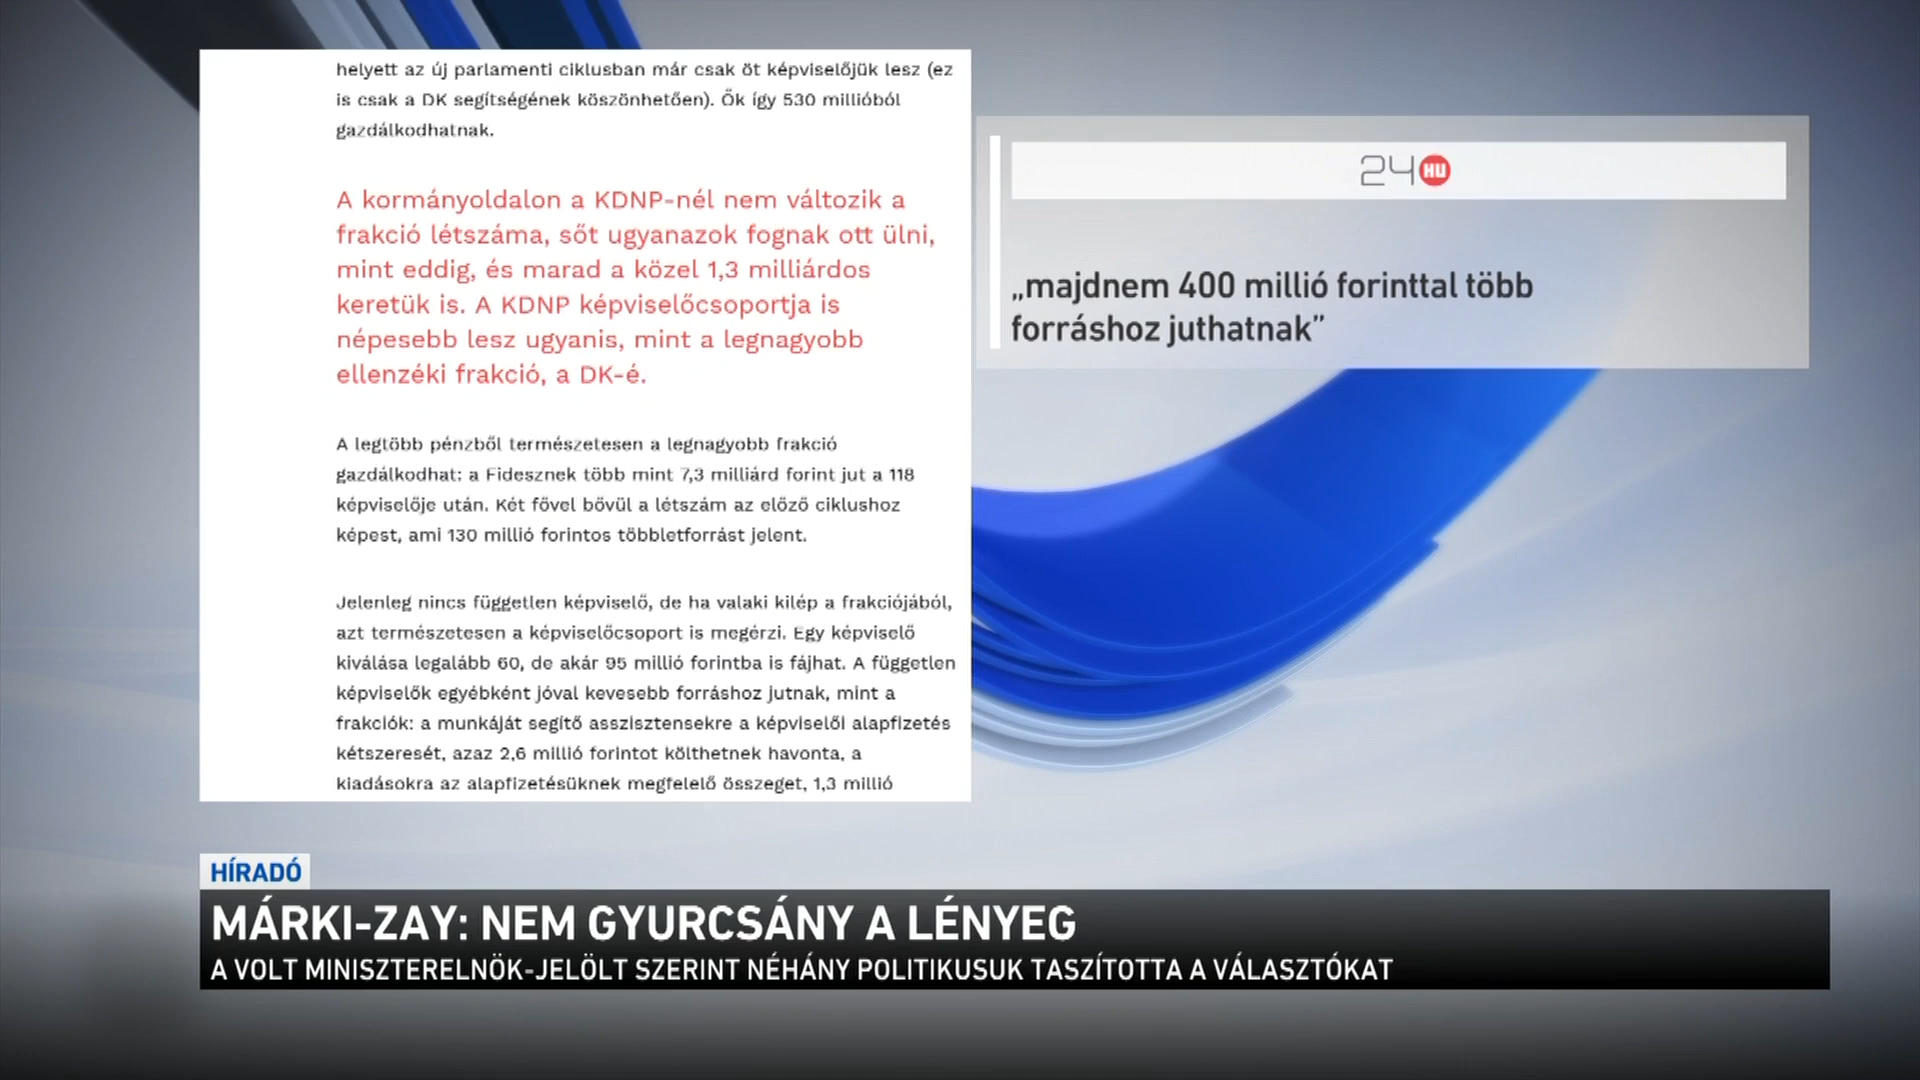 helyett az új parlamenti ciklusban már csak öt képviselőjük lesz (ez
is csak a DK segítségének köszönhetően). Ők így 530 millióból
gazdálkodhatnak.
A kormányoldalon a KDNP-nél nem változik a
frakció létszáma, sőt ugyanazok fognak ott ülni,
mint eddig, és marad a közel 1,3 milliárdos
keretük is. A KDNP képviselőcsoportja is
népesebb lesz ugyanis, mint a legnagyobb
ellenzéki frakció, a DK-é.
A legtöbb pénzből természetesen a legnagyobb frakció
gazdálkodhat: a Fidesznek több mint 7,3 milliárd forint jut a 118
képviselője után. Két fővel bővül a létszám az előző ciklushoz
képest, ami 130 millió forintos többletforrást jelent.
Jelenleg nincs független képviselő, de ha valaki kilép a frakciójából,
azt természetesen a képviselőcsoport is megérzi. Egy képviselő
kiválása legalább 60, de akár 95 millió forintba is fájhat. A független
képviselők egyébként jóval kevesebb forráshoz jutnak, mint a
frakciók: a munkáját segítő asszisztensekre a képviselői alapfizetés
kétszeresét, azaz 2,6 millió forintot költhetnek havonta, a
kiadásokra az alapfizetésüknek megfelelő összeget, 1,3 millió
24 HU
„majdnem 400 millió forinttal több
forráshoz juthatnak”
HÍRADÓ
MÁRKI-ZAY: NEM GYURCSÁNY A LÉNYEG
A VOLT MINISZTERELNÖK-JELÖLT SZERINT NÉHÁNY POLITIKUSUK TASZÍTOTTA A VÁLASZTÓKAT